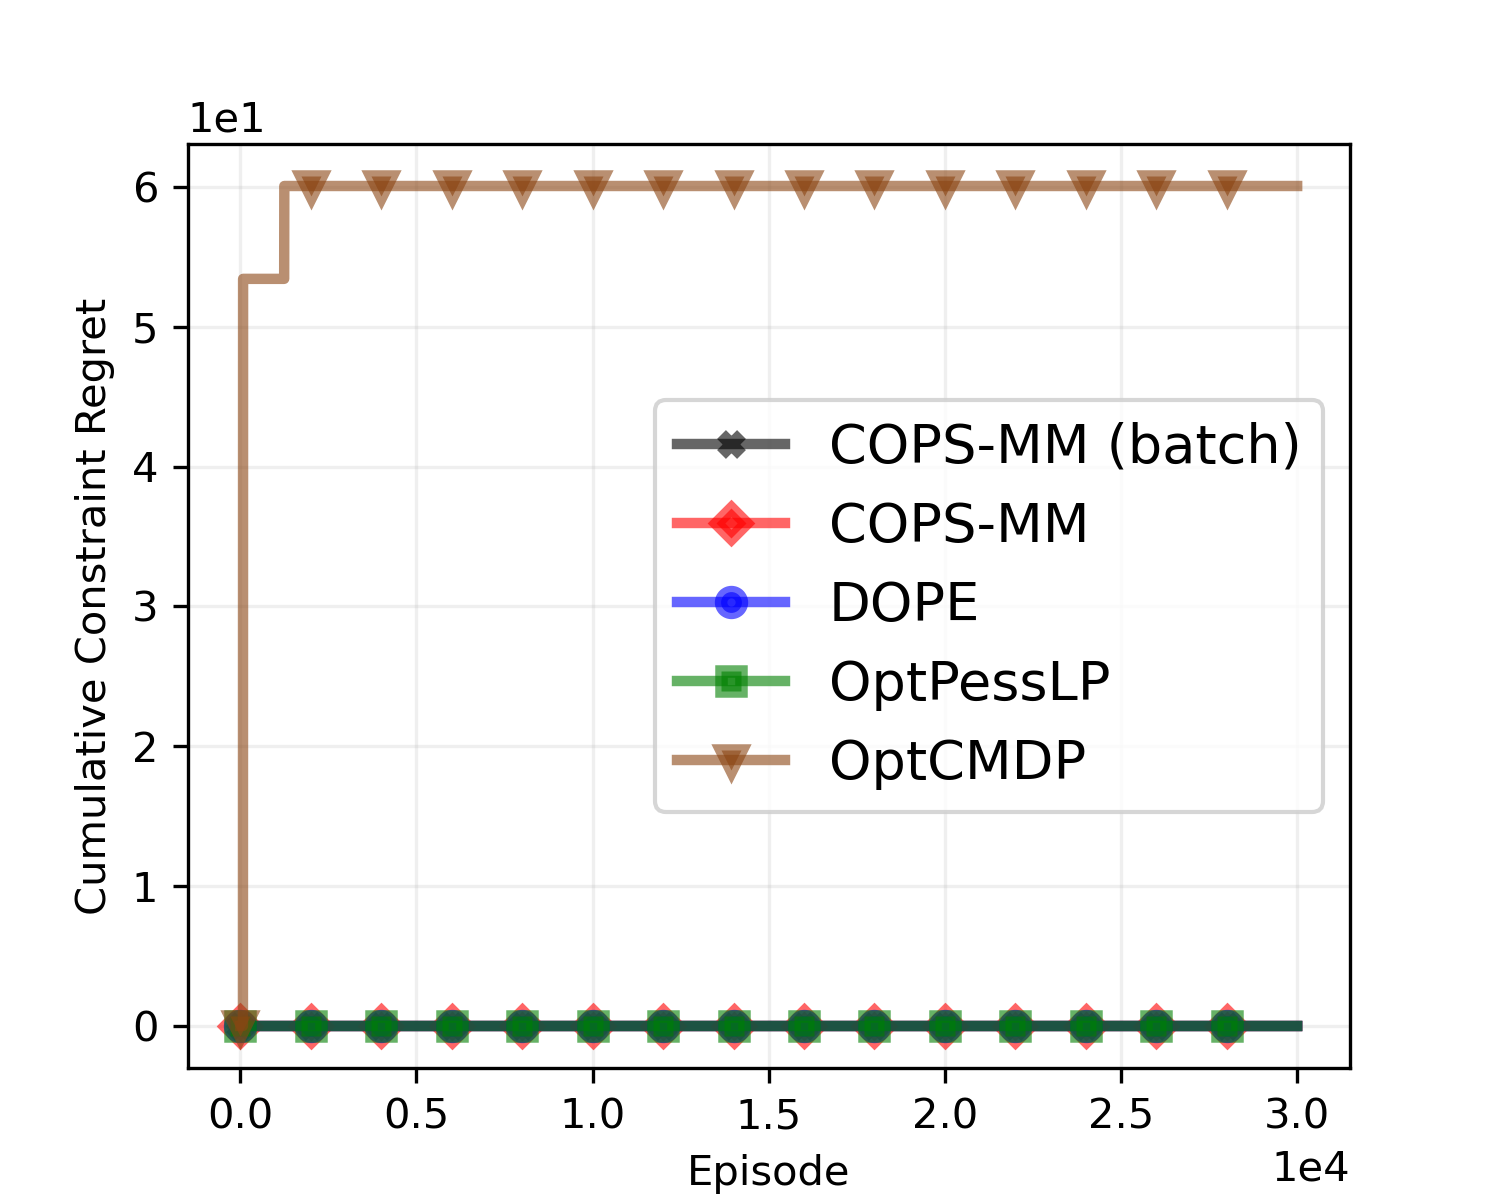 1e1
6
5
4
3
2
1
0
Cumulative Constraint Regret
COPS-MM (batch)
COPS-MM
DOPE
OptPessLP
OptCMDP
0.0 0.5 1.0 1.5 2.0 2.5 3.0
Episode
1e4